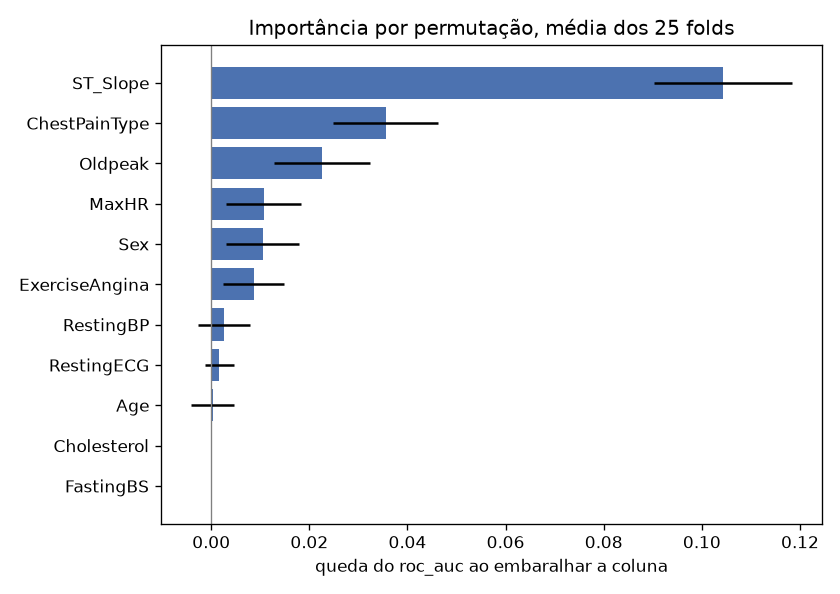 Importância por permutação, média dos 25 folds
ST_Slope
ChestPainType
Oldpeak
MaxHR
Sex
ExerciseAngina
RestingBP
RestingECG
Age
Cholesterol
FastingBS
0.00 0.02 0.04 0.06 0.08 0.10 0.12
queda do roc_auc ao embaralhar a coluna